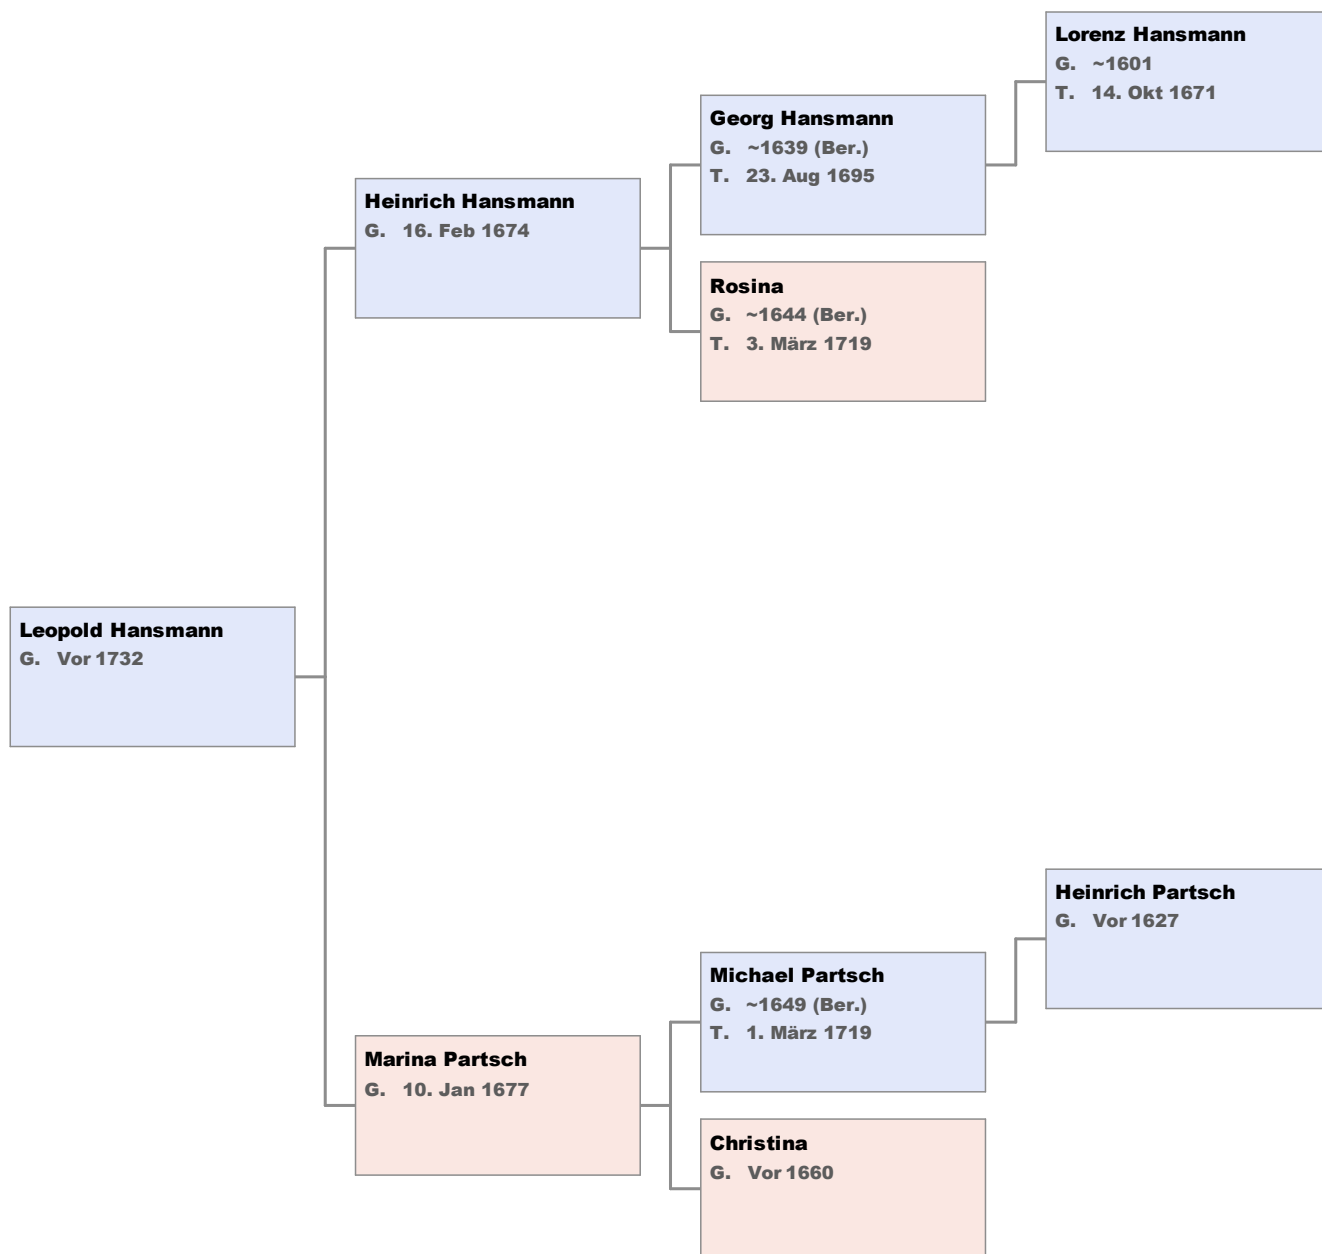 Lorenz Hansmann
G. ~1601
T. 14. Okt 1671
Georg Hansmann
G. ~1639 (Ber.)
T. 23. Aug 1695
Heinrich Hansmann
G. 16. Feb 1674
Rosina
G. ~1644 (Ber.)
T. 3. März 1719
Leopold Hansmann
G. Vor 1732
Heinrich Partsch
G. Vor 1627
Michael Partsch
G. ~1649 (Ber.)
T. 1. März 1719
Marina Partsch
G. 10. Jan 1677
Christina
G. Vor 1660